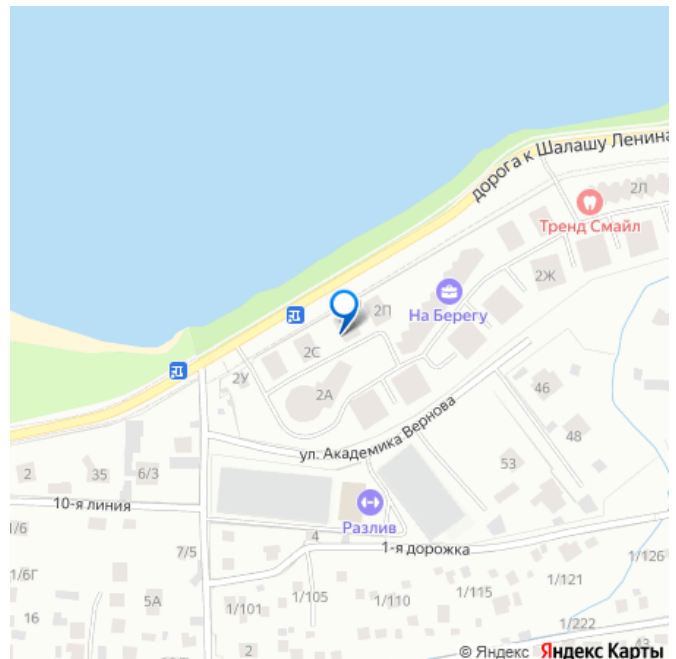 дорога к Шалашу Ленина
2Л
Тренд Смайл
2Ж
На Берегу
2П
2С
2У
2А
46
48
ул. Академика Вернова
53
2
35
6/3
10-я линия
Разлив
1/6
4
1-я дорожка
7/5
1/126
1/6Г
1/121
5А
1/105
1/115
1/101
1/110
16
1/222
2
43
© Яндекс Яндекс Карты